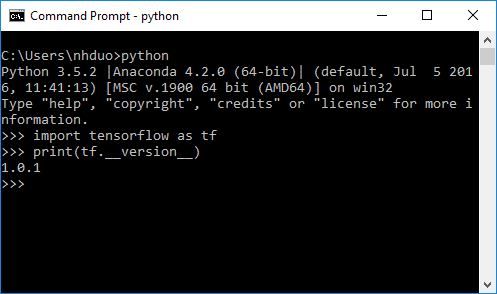 Command Prompt - python
C:\Users\nhduo>python
Python 3.5.2 |Anaconda 4.2.0 (64-bit)| (default, Jul  5 201
6, 11:41:13) [MSC v.1900 64 bit (AMD64)] on win32
Type "help", "copyright", "credits" or "license" for more i
nformation.
>>> import tensorflow as tf
>>> print(tf.__version__)
1.0.1
>>>